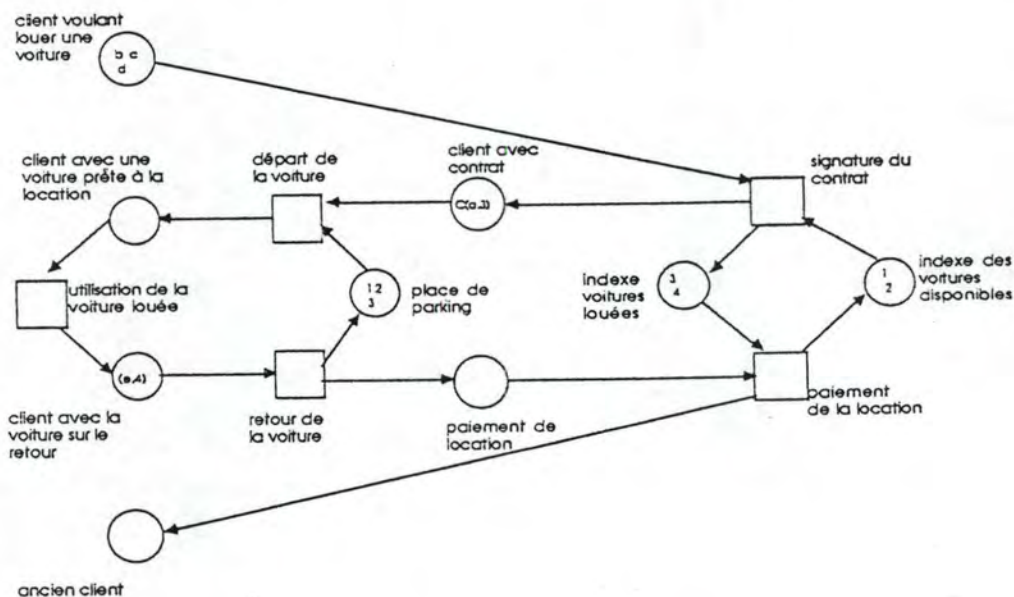 client voulant
louer une
voiture
b c
d
client avec une
voiture prête à la
location
départ de
la voiture
client avec
contrat
signature du
contrat
indexe
voitures
louées
3
4
1
2
indexe des
voitures
disponibles
utilisation de la
voiture louée
1 2
3
place de
parking
(e,4)
client avec la
voiture sur le
retour
retour de
la voiture
paiement de
location
paiement
de la location
ancien client